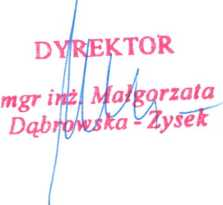 DYREKTOR
mgr inż. Małgorzata
Dąbrowska - Zysek